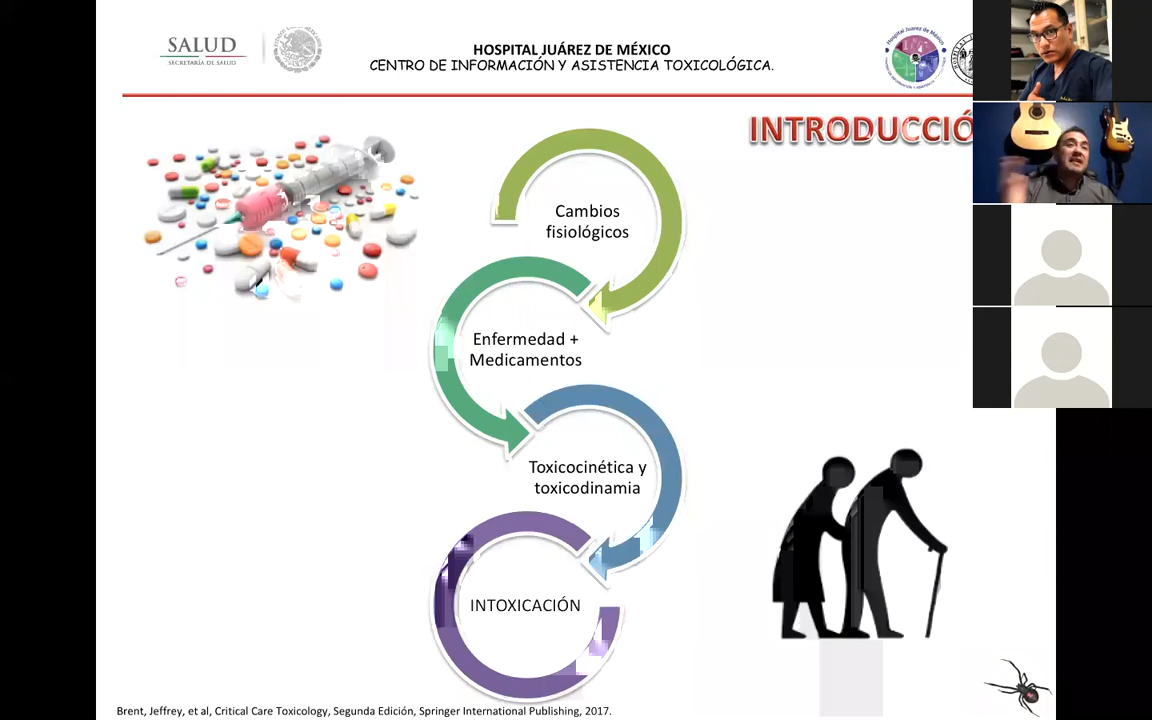 SALUD
SECRETARÍA DE SALUD
HOSPITAL JUÁREZ DE MÉXICO
CENTRO DE INFORMACIÓN Y ASISTENCIA TOXICOLÓGICA.
INTRODUCCIÓ
Cambios
fisiológicos
Enfermedad +
Medicamentos
Toxicocinética y
toxicodinamia
INTOXICACIÓN
Brent, Jeffrey, et al, Critical Care Toxicology, Segunda Edición, Springer International Publishing, 2017.